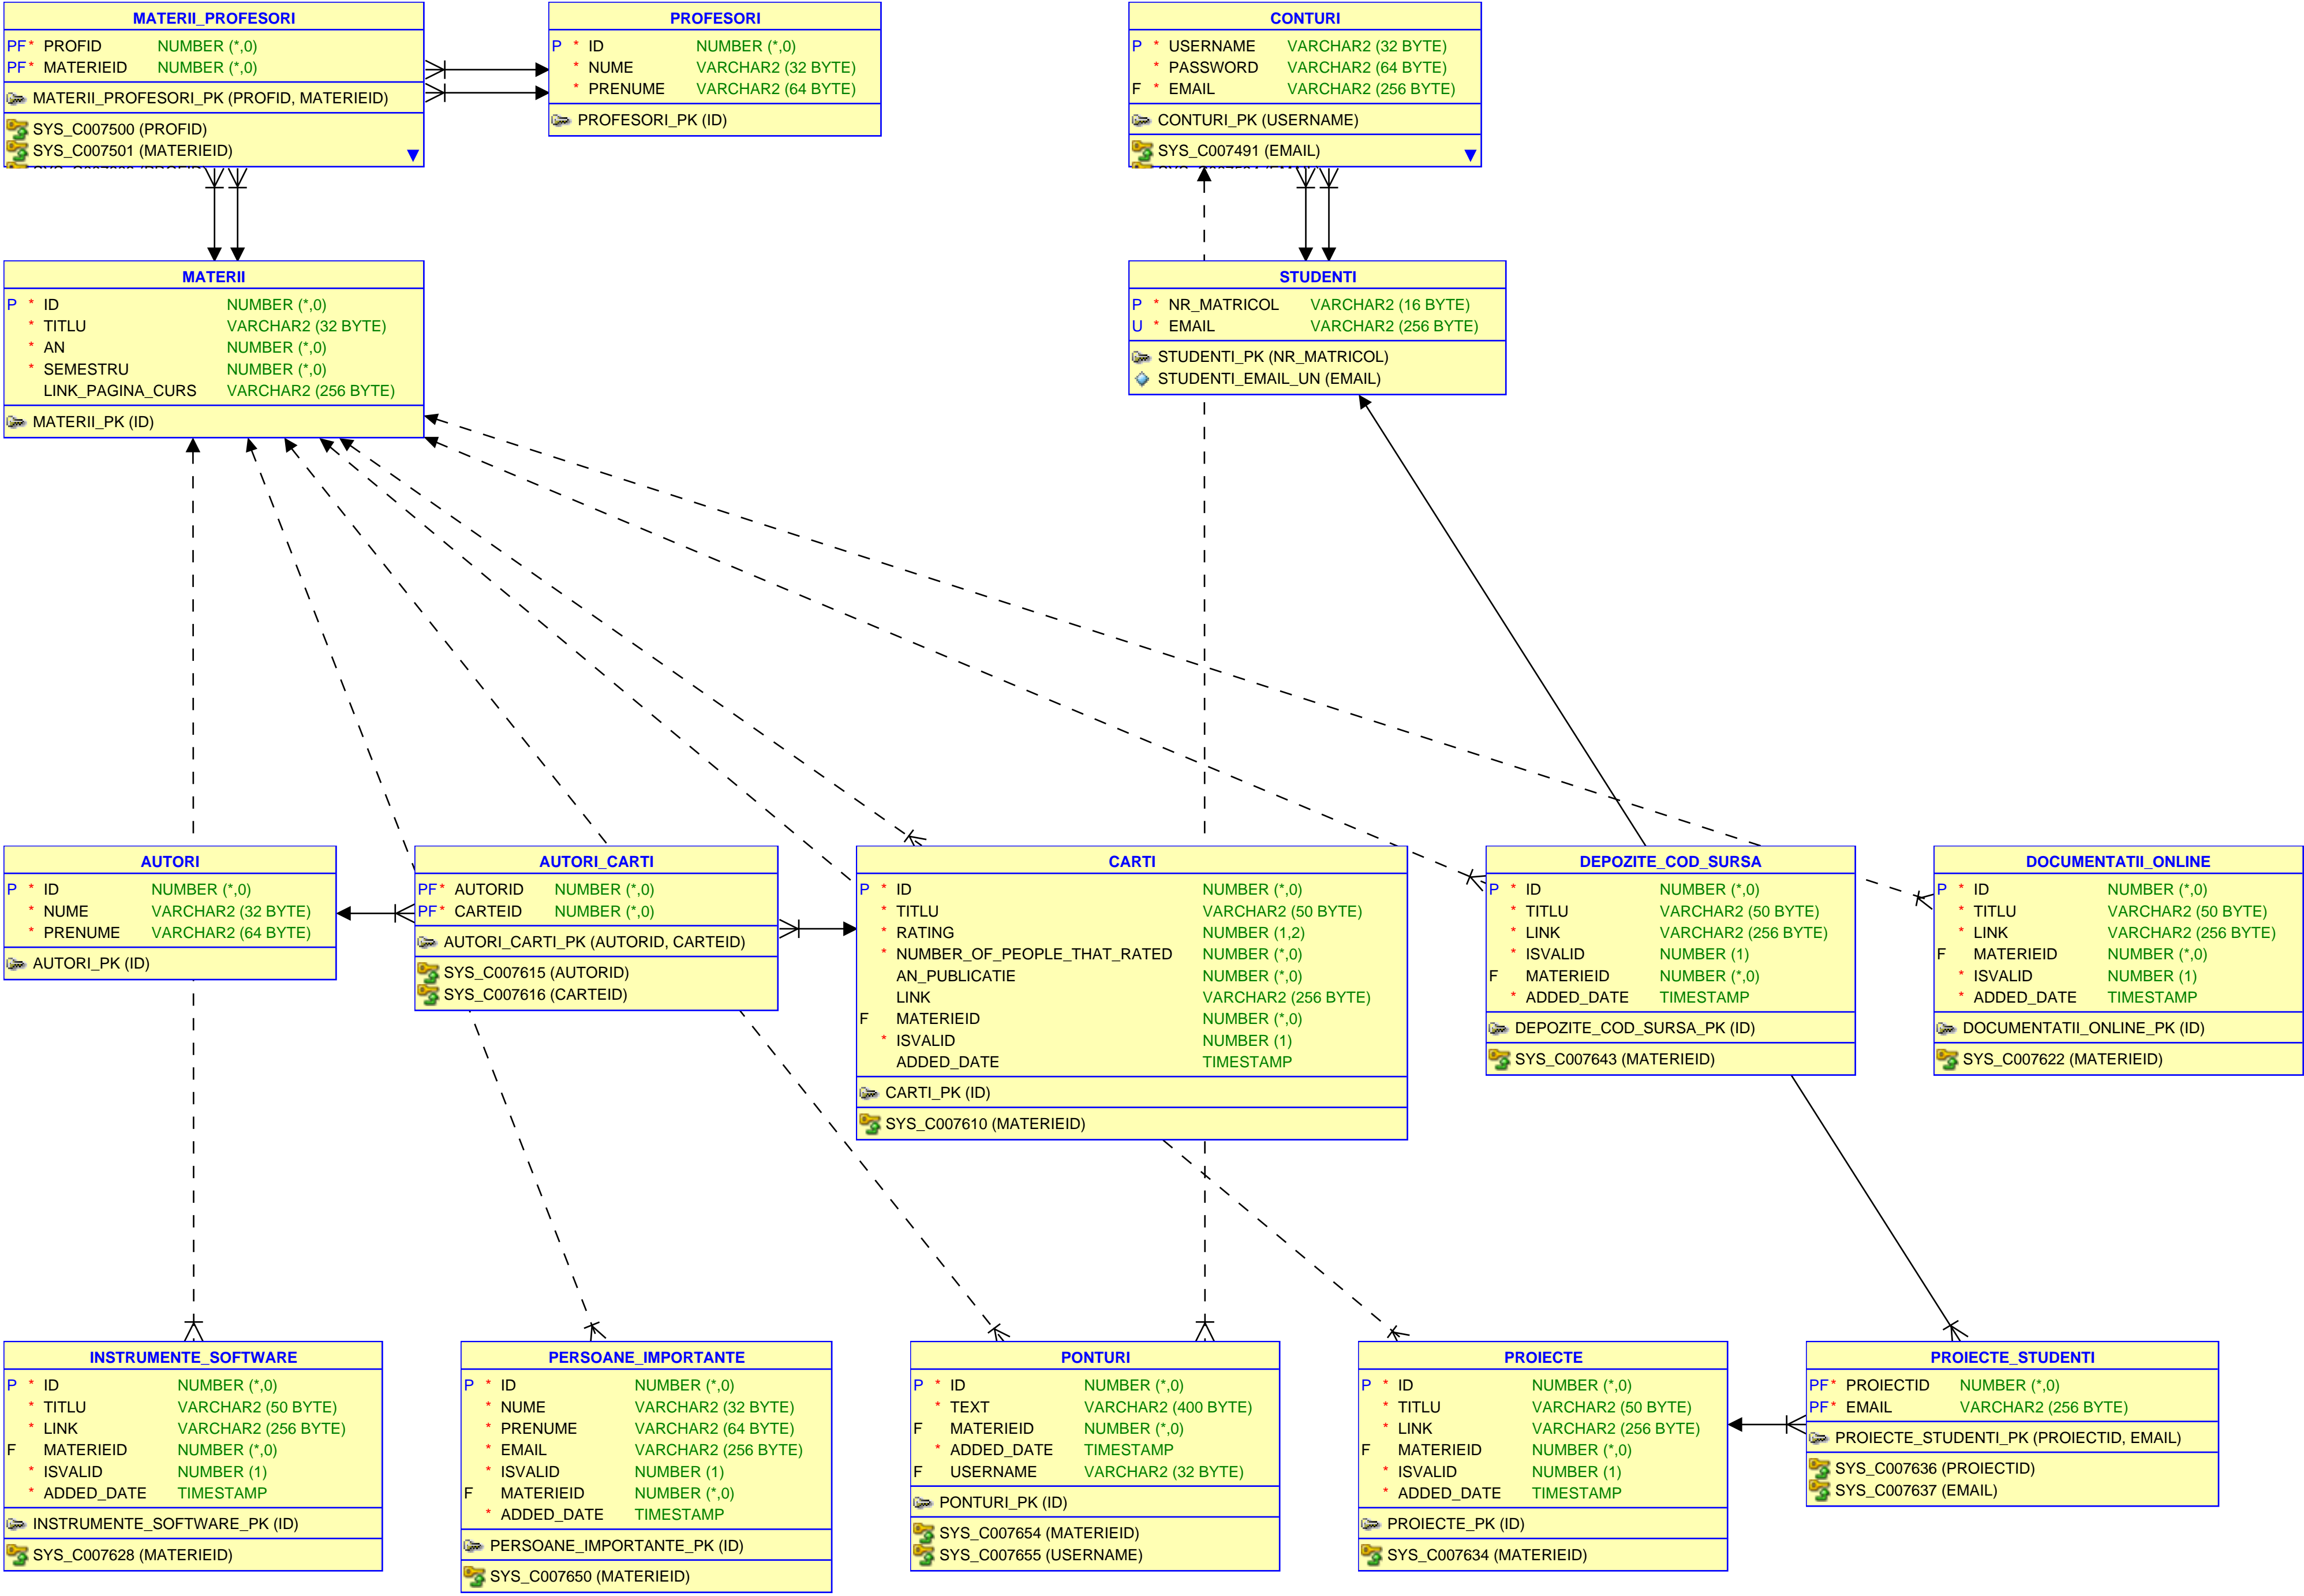 MATERII_PROFESORI
PF* PROFID NUMBER (*,0)
PF* MATERIEID NUMBER (*,0)
MATERII_PROFESORI_PK (PROFID, MATERIEID)
SYS_C007500 (PROFID)
SYS_C007501 (MATERIEID)
PROFESORI
P * ID NUMBER (*,0)
* NUME VARCHAR2 (32 BYTE)
* PRENUME VARCHAR2 (64 BYTE)
PROFESORI_PK (ID)
CONTURI
P * USERNAME VARCHAR2 (32 BYTE)
* PASSWORD VARCHAR2 (64 BYTE)
F * EMAIL VARCHAR2 (256 BYTE)
CONTURI_PK (USERNAME)
SYS_C007491 (EMAIL)
MATERII
P * ID NUMBER (*,0)
* TITLU VARCHAR2 (32 BYTE)
* AN NUMBER (*,0)
* SEMESTRU NUMBER (*,0)
LINK_PAGINA_CURS VARCHAR2 (256 BYTE)
MATERII_PK (ID)
STUDENTI
P * NR_MATRICOL VARCHAR2 (16 BYTE)
U * EMAIL VARCHAR2 (256 BYTE)
STUDENTI_PK (NR_MATRICOL)
STUDENTI_EMAIL_UN (EMAIL)
AUTORI
P * ID NUMBER (*,0)
* NUME VARCHAR2 (32 BYTE)
* PRENUME VARCHAR2 (64 BYTE)
AUTORI_PK (ID)
AUTORI_CARTI
PF* AUTORID NUMBER (*,0)
PF* CARTEID NUMBER (*,0)
AUTORI_CARTI_PK (AUTORID, CARTEID)
SYS_C007615 (AUTORID)
SYS_C007616 (CARTEID)
CARTI
P * ID NUMBER (*,0)
* TITLU VARCHAR2 (50 BYTE)
* RATING NUMBER (1,2)
* NUMBER_OF_PEOPLE_THAT_RATED NUMBER (*,0)
AN_PUBLICATIE NUMBER (*,0)
LINK VARCHAR2 (256 BYTE)
F MATERIEID NUMBER (*,0)
* ISVALID NUMBER (1)
ADDED_DATE TIMESTAMP
CARTI_PK (ID)
SYS_C007610 (MATERIEID)
DEPOZITE_COD_SURSA
P * ID NUMBER (*,0)
* TITLU VARCHAR2 (50 BYTE)
* LINK VARCHAR2 (256 BYTE)
* ISVALID NUMBER (1)
F MATERIEID NUMBER (*,0)
* ADDED_DATE TIMESTAMP
DEPOZITE_COD_SURSA_PK (ID)
SYS_C007643 (MATERIEID)
DOCUMENTATII_ONLINE
P * ID NUMBER (*,0)
* TITLU VARCHAR2 (50 BYTE)
* LINK VARCHAR2 (256 BYTE)
F MATERIEID NUMBER (*,0)
* ISVALID NUMBER (1)
* ADDED_DATE TIMESTAMP
DOCUMENTATII_ONLINE_PK (ID)
SYS_C007622 (MATERIEID)
INSTRUMENTE_SOFTWARE
P * ID NUMBER (*,0)
* TITLU VARCHAR2 (50 BYTE)
* LINK VARCHAR2 (256 BYTE)
F MATERIEID NUMBER (*,0)
* ISVALID NUMBER (1)
* ADDED_DATE TIMESTAMP
INSTRUMENTE_SOFTWARE_PK (ID)
SYS_C007628 (MATERIEID)
PERSOANE_IMPORTANTE
P * ID NUMBER (*,0)
* NUME VARCHAR2 (32 BYTE)
* PRENUME VARCHAR2 (64 BYTE)
* EMAIL VARCHAR2 (256 BYTE)
* ISVALID NUMBER (1)
F MATERIEID NUMBER (*,0)
* ADDED_DATE TIMESTAMP
PERSOANE_IMPORTANTE_PK (ID)
SYS_C007650 (MATERIEID)
PONTURI
P * ID NUMBER (*,0)
* TEXT VARCHAR2 (400 BYTE)
F MATERIEID NUMBER (*,0)
* ADDED_DATE TIMESTAMP
F USERNAME VARCHAR2 (32 BYTE)
PONTURI_PK (ID)
SYS_C007654 (MATERIEID)
SYS_C007655 (USERNAME)
PROIECTE
P * ID NUMBER (*,0)
* TITLU VARCHAR2 (50 BYTE)
* LINK VARCHAR2 (256 BYTE)
F MATERIEID NUMBER (*,0)
* ISVALID NUMBER (1)
* ADDED_DATE TIMESTAMP
PROIECTE_PK (ID)
SYS_C007634 (MATERIEID)
PROIECTE_STUDENTI
PF* PROIECTID NUMBER (*,0)
PF* EMAIL VARCHAR2 (256 BYTE)
PROIECTE_STUDENTI_PK (PROIECTID, EMAIL)
SYS_C007636 (PROIECTID)
SYS_C007637 (EMAIL)